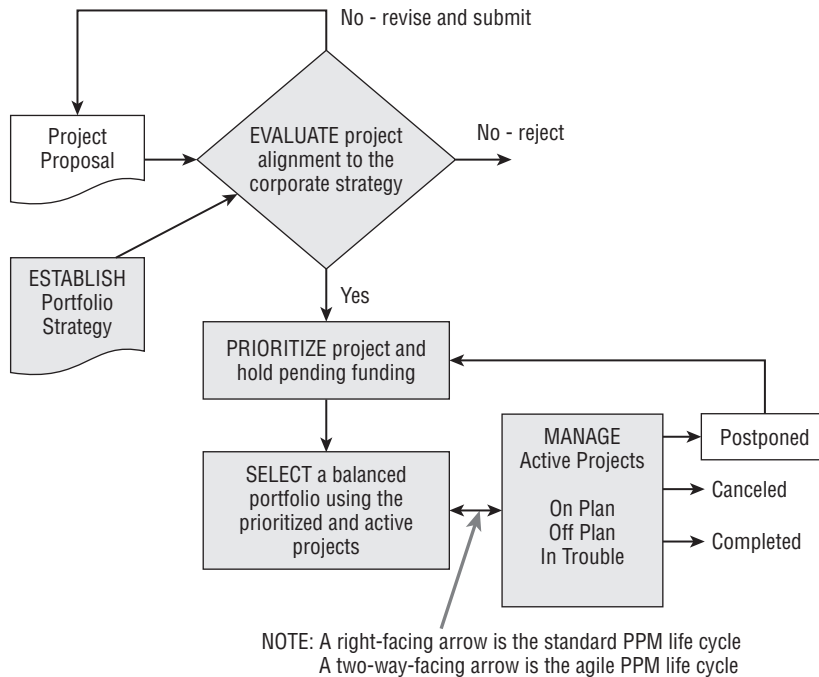 No - revise and submit
Project
Proposal
EVALUATE project
alignment to the
corporate strategy
No - reject
ESTABLISH
Portfolio
Strategy
Yes
PRIORITIZE project and
hold pending funding
SELECT a balanced
portfolio using the
prioritized and active
projects
MANAGE
Active Projects
On Plan
Off Plan
In Trouble
Postponed
Canceled
Completed
NOTE: A right-facing arrow is the standard PPM life cycle
A two-way-facing arrow is the agile PPM life cycle